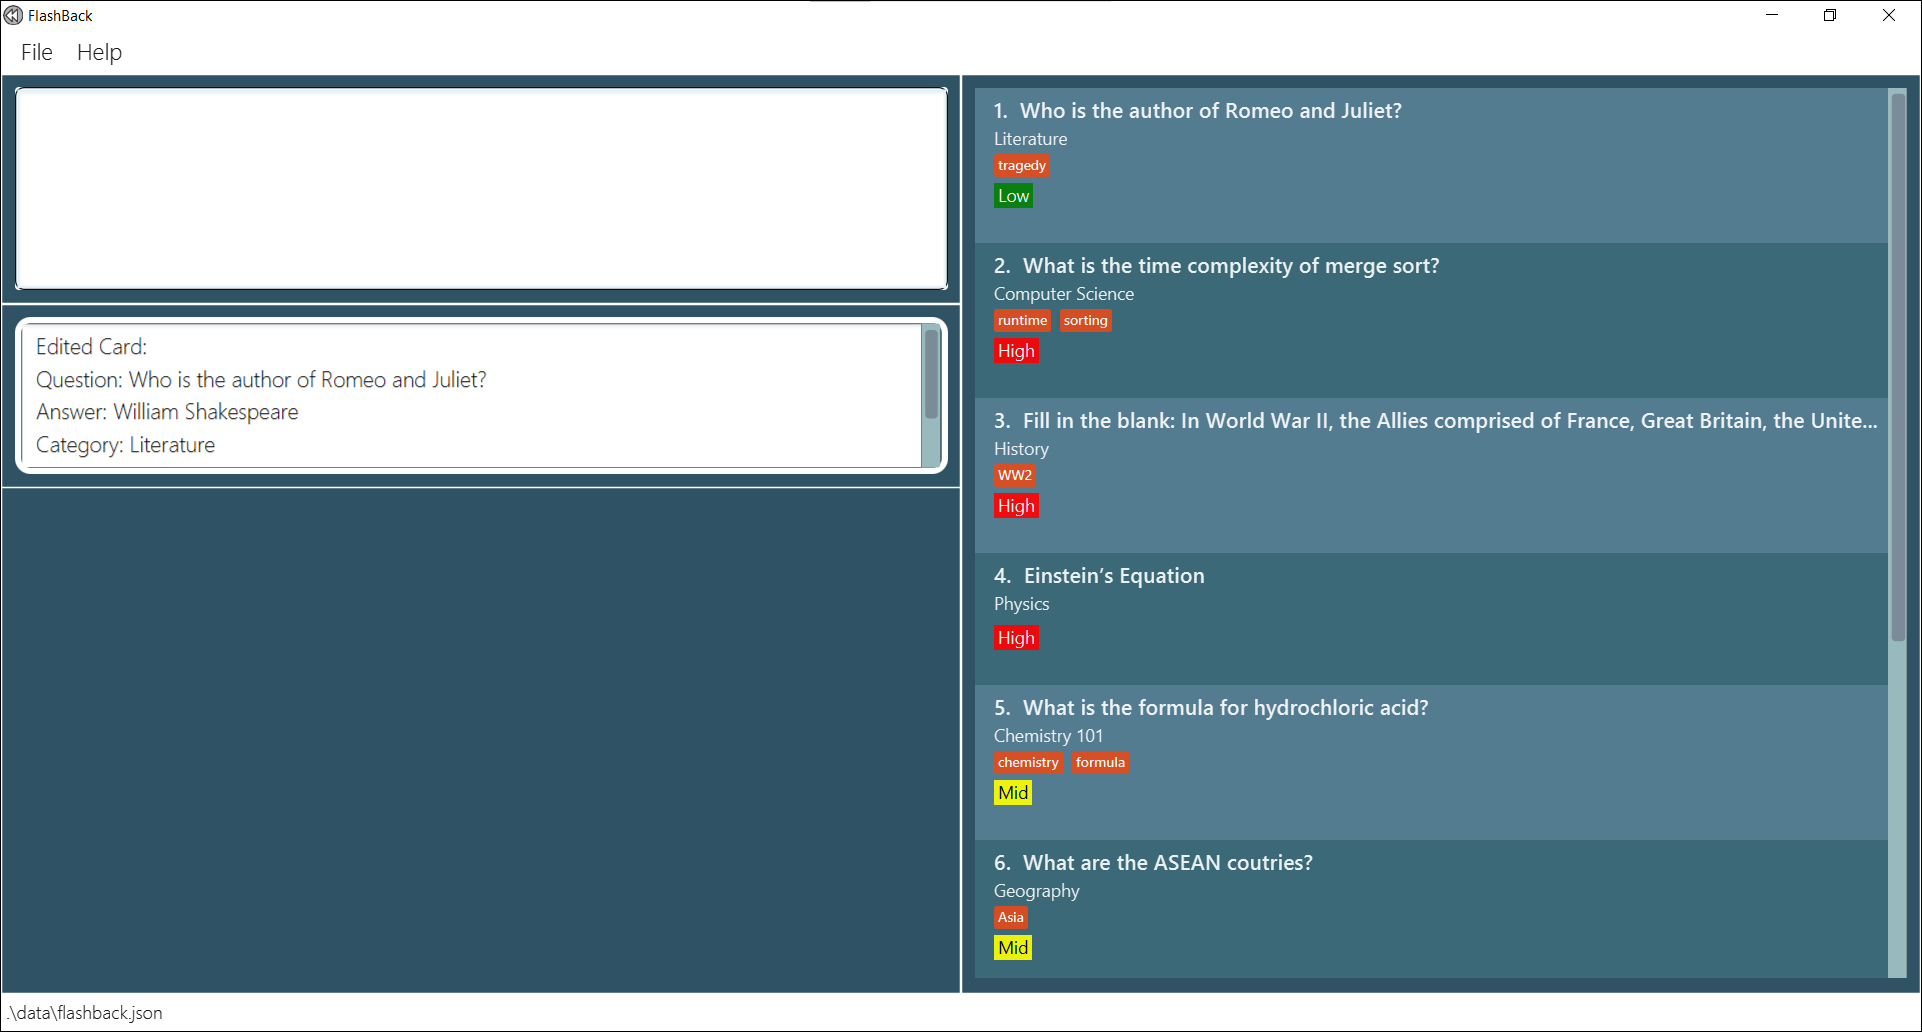 FlashBack
File Help
Edited Card:
Question: Who is the author of Romeo and Juliet?
Answer: William Shakespeare
Category: Literature
1. Who is the author of Romeo and Juliet?
Literature
tragedy
Low
2. What is the time complexity of merge sort?
Computer Science
runtime sorting
High
3. Fill in the blank: In World War II, the Allies comprised of France, Great Britain, the Unite...
History
WW2
High
4. Einstein’s Equation
Physics
High
5. What is the formula for hydrochloric acid?
Chemistry 101
chemistry formula
Mid
6. What are the ASEAN coutries?
Geography
Asia
Mid
.\data\flashback.json